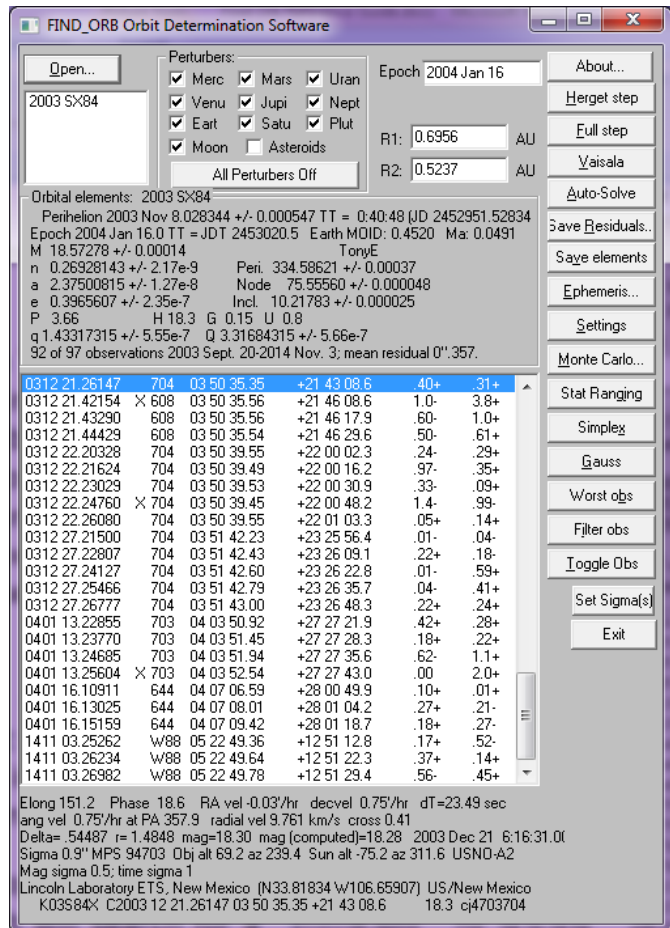 FIND_ORB Orbit Determination Software
Open...
2003 SX84
Perturbers:
Merc Mars Uran
Venu Jupi Nept
Eart Satu Plut
Moon Asteroids
All Perturbers Off
Epoch 2004 Jan 16
R1: 0.6956 AU
R2: 0.5237 AU
About...
Herget step
Full step
Vaisala
Auto-Solve
Save Residuals..
Save elements
Ephemeris...
Settings
Monte Carlo...
Stat Ranging
Simplex
Gauss
Worst obs
Filter obs
Toggle Obs
Set Sigma(s)
Exit
Orbital elements: 2003 SX84
Perihelion 2003 Nov 8.028344 +/- 0.000547 TT = 0:40:48 (JD 2452951.52834
Epoch 2004 Jan 16.0 TT = JDT 2453020.5 Earth MOID: 0.4520 Ma: 0.0491
M 18.57278 +/- 0.00014 TonyE
n 0.26928143 +/- 2.17e-9 Peri. 334.58621 +/- 0.00037
a 2.37500815 +/- 1.27e-8 Node 75.55560 +/- 0.000048
e 0.3965607 +/- 2.35e-7 Incl. 10.21783 +/- 0.000025
P 3.66 H 18.3 G 0.15 U 0.8
q 1.43317315 +/- 5.55e-7 Q 3.31684315 +/- 5.66e-7
92 of 97 observations 2003 Sept. 20-2014 Nov. 3; mean residual 0".357.
0312 21.26147 704 03 50 35.35 +21 43 08.6 .40+ .31+
0312 21.42154 X 608 03 50 35.56 +21 46 08.6 1.0- 3.8+
0312 21.43290 608 03 50 35.56 +21 46 17.9 .60- 1.0+
0312 21.44429 608 03 50 35.54 +21 46 29.6 .50- .61+
0312 22.20328 704 03 50 39.55 +22 00 02.3 .24- .29+
0312 22.21624 704 03 50 39.49 +22 00 16.2 .97- .35+
0312 22.23029 704 03 50 39.53 +22 00 30.9 .33- .09+
0312 22.24760 X 704 03 50 39.45 +22 00 48.2 1.4- .99-
0312 22.26080 704 03 50 39.55 +22 01 03.3 .05+ .14+
0312 27.21500 704 03 51 42.23 +23 25 56.4 .01- .04-
0312 27.22807 704 03 51 42.43 +23 26 09.1 .22+ .18-
0312 27.24127 704 03 51 42.60 +23 26 22.8 .01- .59+
0312 27.25466 704 03 51 42.79 +23 26 35.7 .04- .41+
0312 27.26777 704 03 51 43.00 +23 26 48.3 .22+ .24+
0401 13.22855 703 04 03 50.92 +27 27 21.9 .42+ .28+
0401 13.23770 703 04 03 51.45 +27 27 28.3 .18+ .22+
0401 13.24685 703 04 03 51.94 +27 27 35.6 .62- 1.1+
0401 13.25604 X 703 04 03 52.54 +27 27 43.0 .00 2.0+
0401 16.10911 644 04 07 06.59 +28 00 49.9 .10+ .01+
0401 16.13025 644 04 07 08.01 +28 01 04.2 .27+ .21-
0401 16.15159 644 04 07 09.42 +28 01 18.7 .18+ .27-
1411 03.25262 W88 05 22 49.36 +12 51 12.8 .17+ .52-
1411 03.26234 W88 05 22 49.64 +12 51 22.3 .37+ .14+
1411 03.26982 W88 05 22 49.78 +12 51 29.4 .56- .45+
Elong 151.2 Phase 18.6 RA vel -0.03'/hr decvel 0.75'/hr dT=23.49 sec
ang vel 0.75'/hr at PA 357.9 radial vel 9.761 km/s cross 0.41
Delta= .54487 r= 1.4848 mag=18.30 mag (computed)=18.28 2003 Dec 21 6:16:31.0(
Sigma 0.9" MPS 94703 Obj alt 69.2 az 239.4 Sun alt -75.2 az 311.6 USNO-A2
Mag sigma 0.5; time sigma 1
Lincoln Laboratory ETS, New Mexico (N33.81834 W106.65907) US/New Mexico
K03S84X C2003 12 21.26147 03 50 35.35 +21 43 08.6 18.3 cj4703704